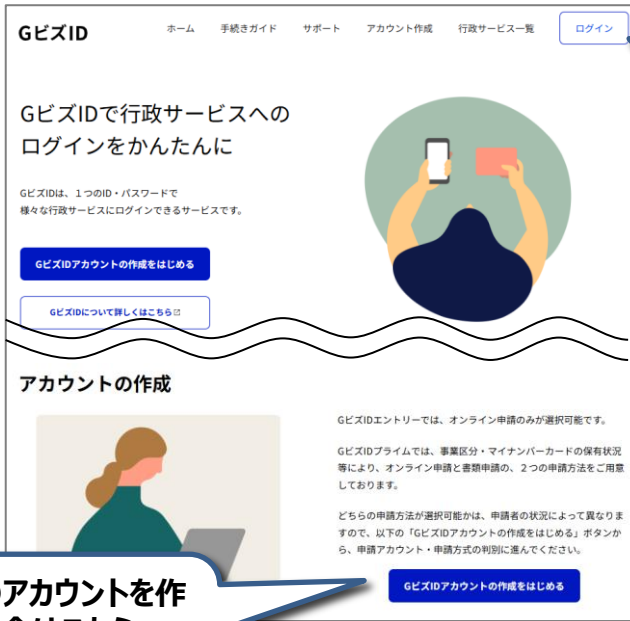 GビズID
ホーム 手続きガイド サポート アカウント作成 行政サービス一覧 ログイン
GビズIDで行政サービスへの
ログインをかんたんに
GビズIDは、1つのID・パスワードで
様々な行政サービスにログインできるサービスです。
GビズIDアカウントの作成をはじめる
GビズIDについて詳しくはこちら
アカウントの作成
GビズIDエントリーでは、オンライン申請のみが選択可能です。
GビズIDプライムでは、事業区分・マイナンバーカードの保有状況
等により、オンライン申請と書類申請の、2つの申請方法をご用意
しております。
どちらの申請方法が選択可能かは、申請者の状況によって異なりま
すので、以下の「GビズIDアカウントの作成をはじめる」ボタンか
ら、申請アカウント・申請方式の判別に進んでください。
GビズIDアカウントの作成をはじめる
のアカウントを作